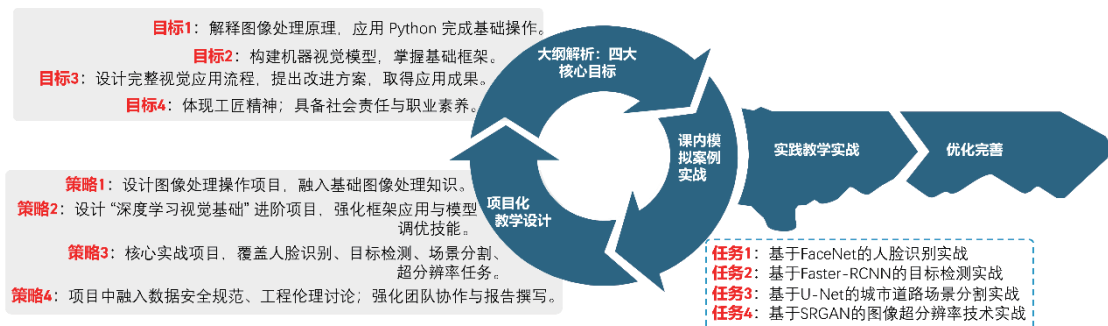 目标1：解释图像处理原理，应用 Python 完成基础操作。
目标2：构建机器视觉模型，掌握基础框架。
目标3：设计完整视觉应用流程，提出改进方案，取得应用成果。
目标4：体现工匠精神；具备社会责任与职业素养。
大纲解析：四大
核心目标
课内模
拟案例
实战
项目化
教学设计
实践教学实战
优化完善
策略1：设计图像处理操作项目，融入基础图像处理知识。
策略2：设计“深度学习视觉基础”进阶项目，强化框架应用与模型
调优技能。
策略3：核心实战项目，覆盖人脸识别、目标检测、场景分割、
超分辨率任务。
策略4：项目中融入数据安全规范、工程伦理讨论；强化团队协作与报告撰写。
任务1：基于FaceNet的人脸识别实战
任务2：基于Faster-RCNN的目标检测实战
任务3：基于U-Net的城市道路场景分割实战
任务4：基于SRGAN的图像超分辨率技术实战